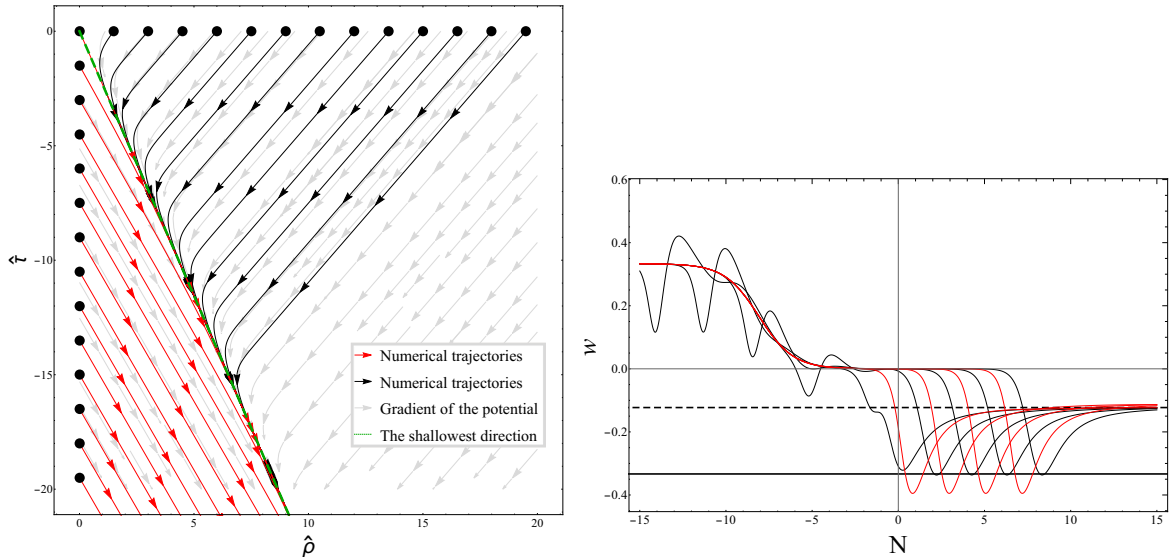 0
-5
-10
-15
-20
τ̂
0
5
10
15
20
ρ̂
Numerical trajectories
Numerical trajectories
Gradient of the potential
The shallowest direction
0.6
0.4
0.2
0.0
-0.2
-0.4
w
-15
-10
-5
0
5
10
15
N